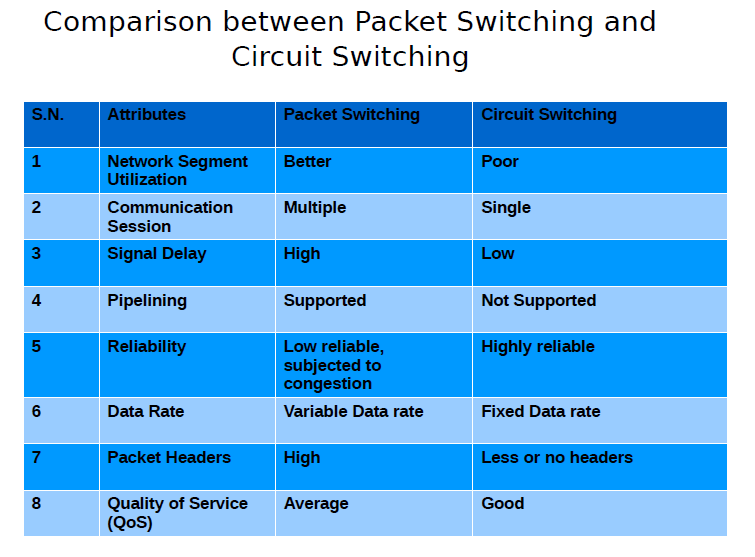 Comparison between Packet Switching and
Circuit Switching
S.N. Attributes Packet Switching Circuit Switching
1 Network Segment Better Poor
Utilization
2 Communication Multiple Single
Session
3 Signal Delay High Low
4 Pipelining Supported Not Supported
5 Reliability Low reliable, Highly reliable
subjected to
congestion
6 Data Rate Variable Data rate Fixed Data rate
7 Packet Headers High Less or no headers
8 Quality of Service Average Good
(QoS)